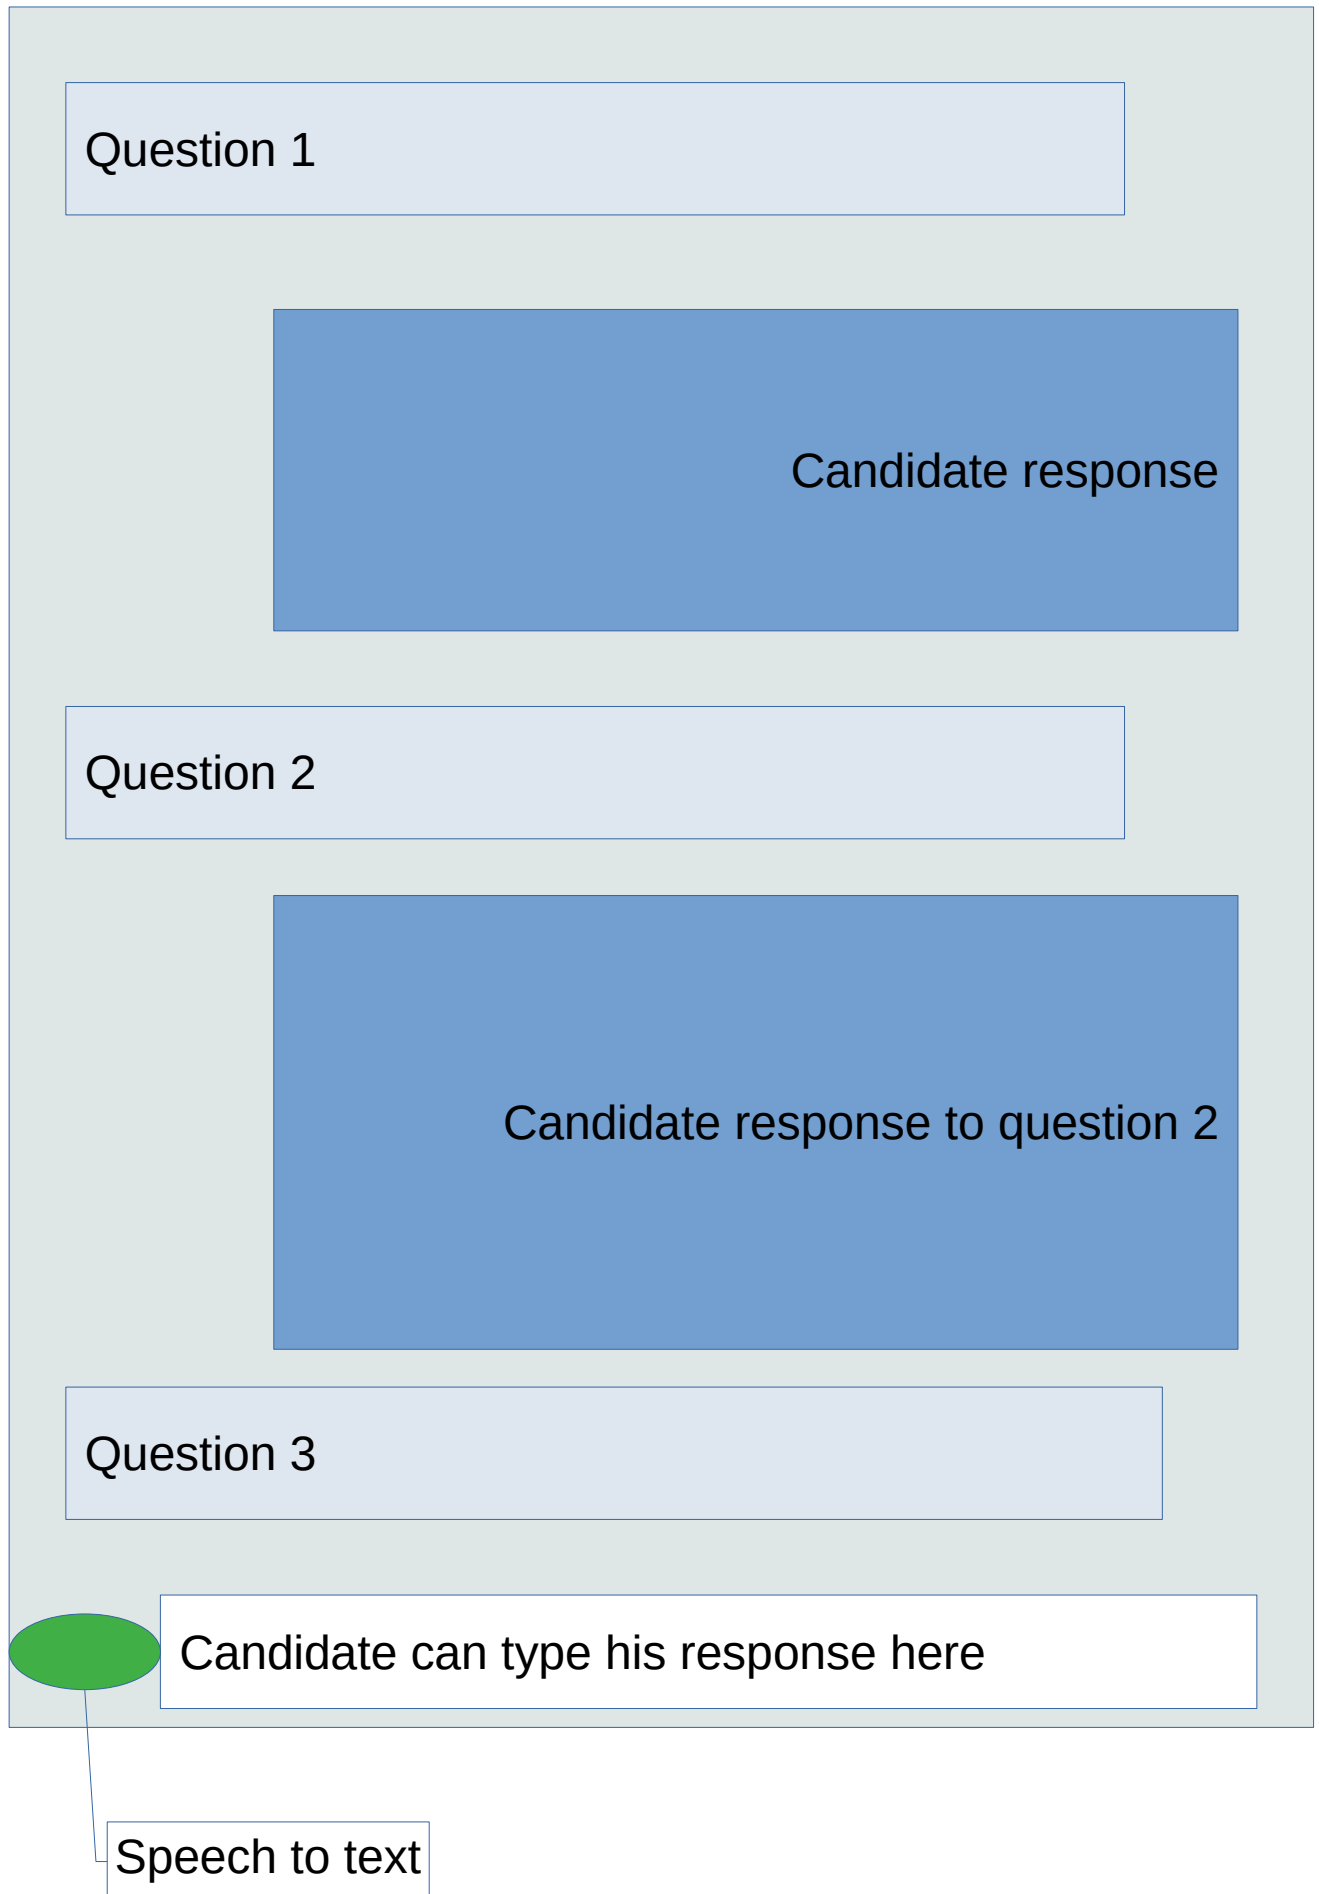 Question 1
Candidate response
Question 2
Candidate response to question 2
Question 3
Candidate can type his response here
Speech to text